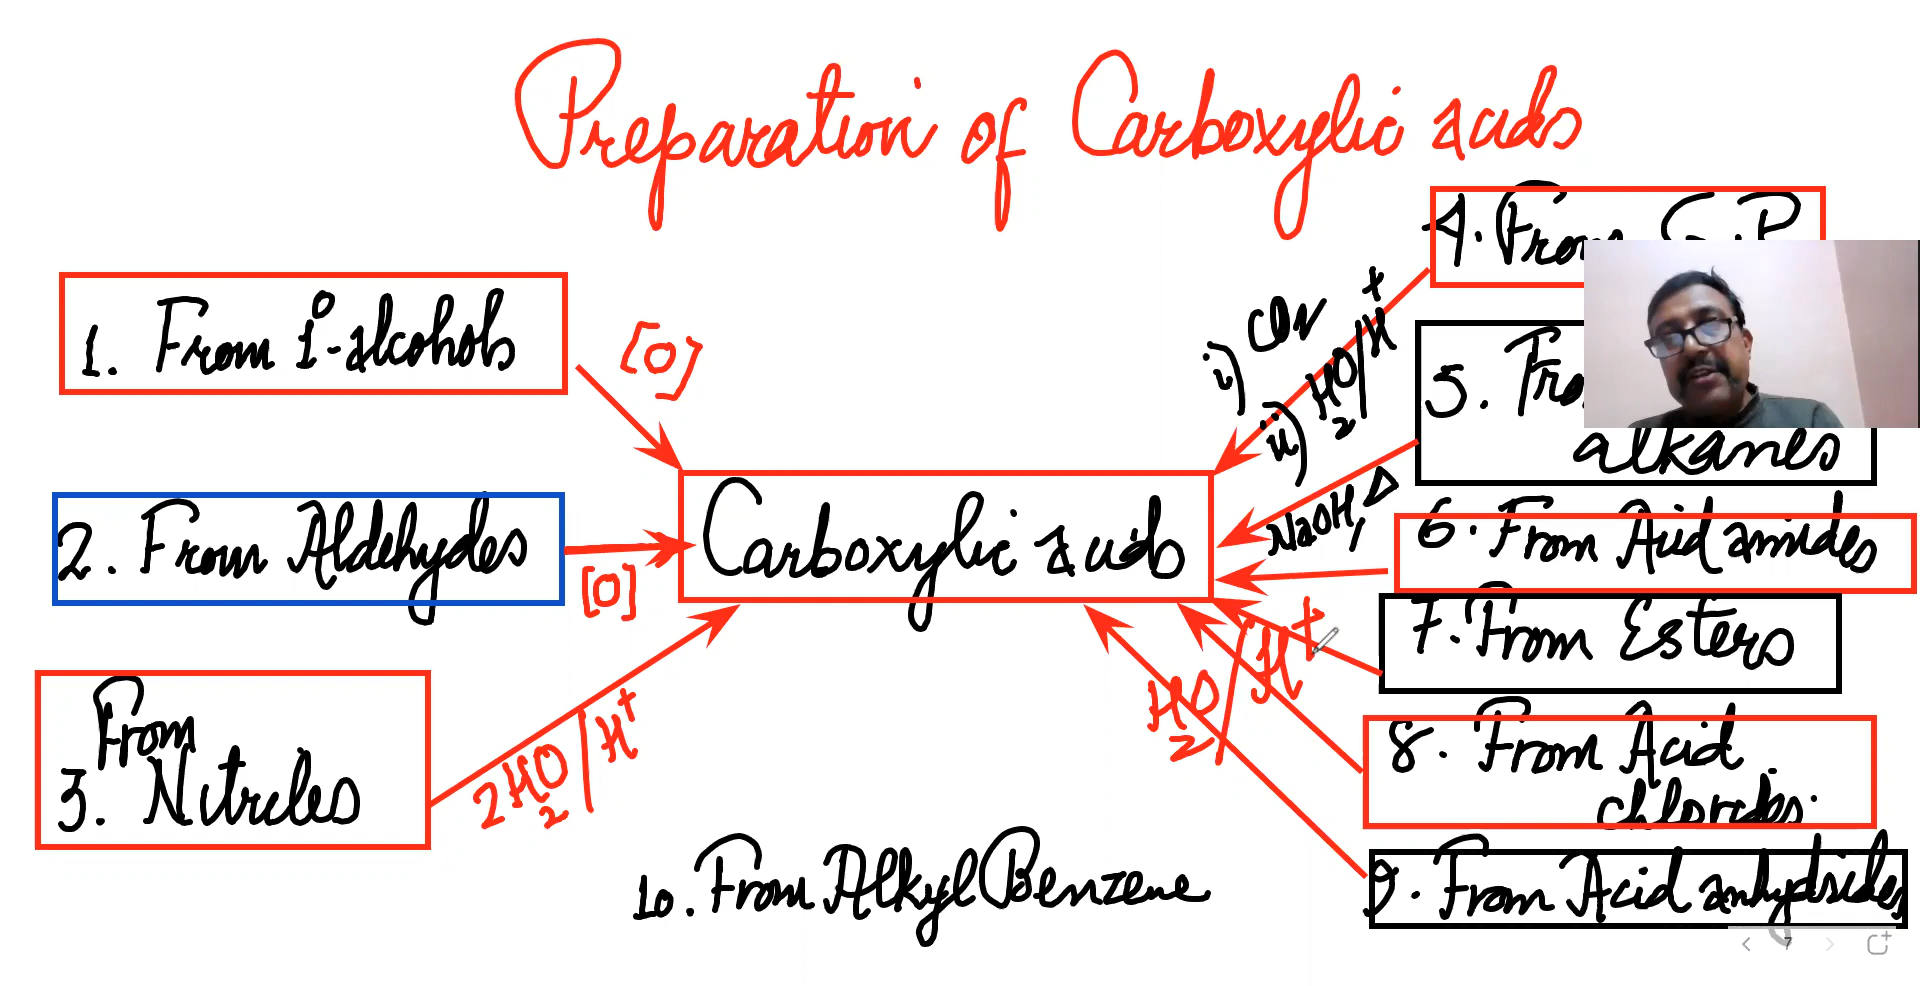 Preparation of Carboxylic acids
1. From 1°-alcohols
[O]
2. From Aldehydes
[O]
From
3. Nitriles
2H2O/H+
Carboxylic acids
4. From G.R
i) CO2
ii) H2O/H+
5.
alkanes
NaOH, Δ
6. From Acid amides
7. From Esters
H2O/H+
8. From Acid
chlorides.
9. From Acid anhydrides
10. From Alkyl Benzene
7